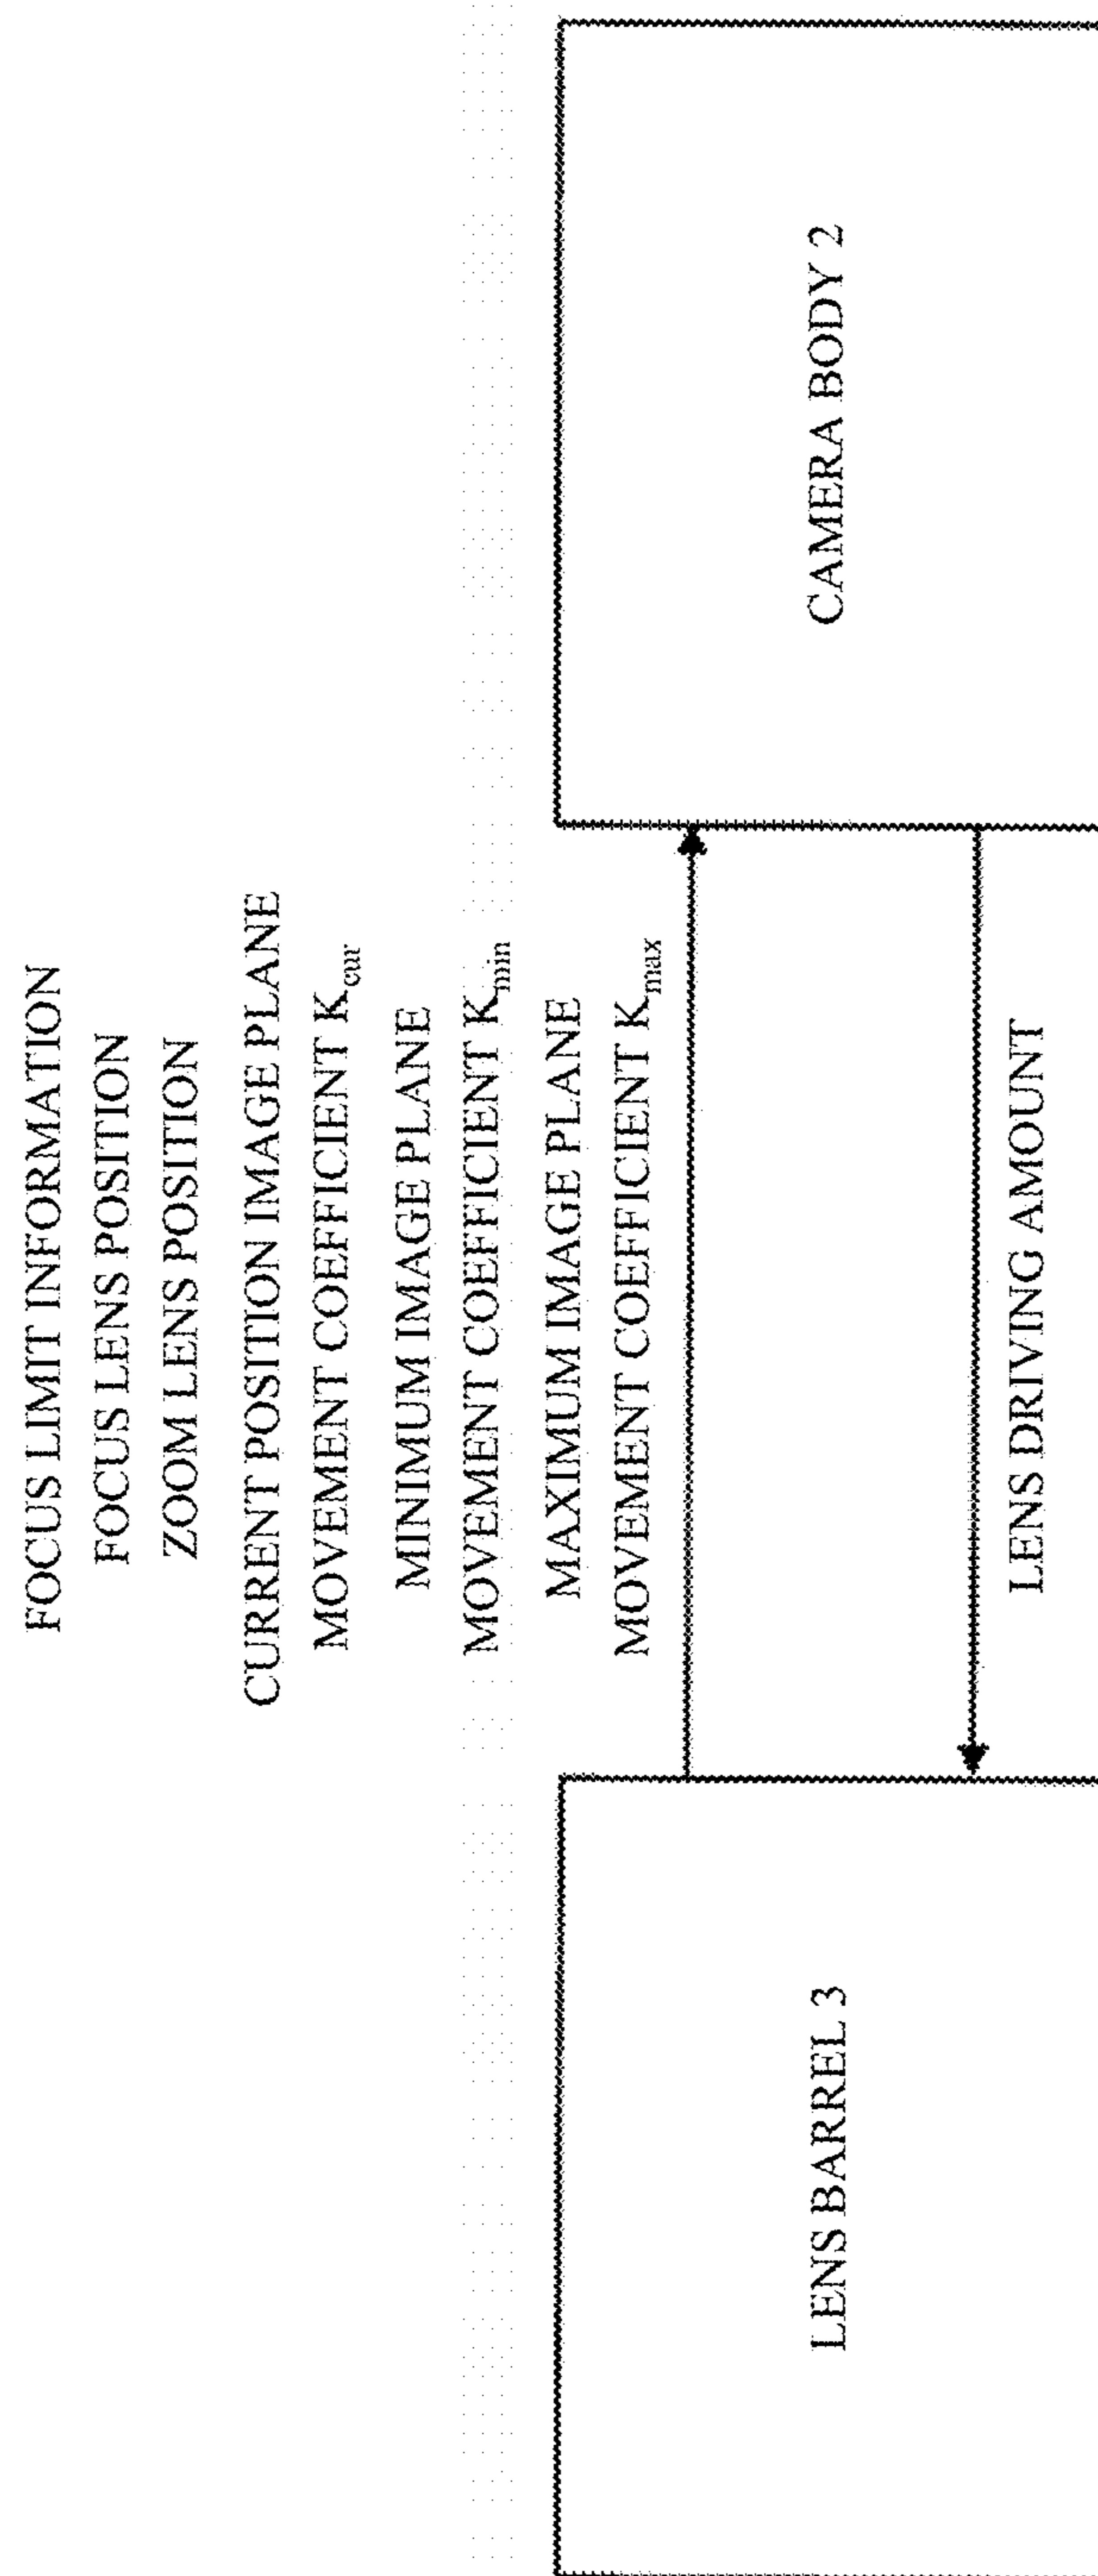 FOCUS LIMIT INFORMATION
FOCUS LENS POSITION
ZOOM LENS POSITION
CURRENT POSITION IMAGE PLANE
MOVEMENT COEFFICIENT Kcur
MINIMUM IMAGE PLANE
MOVEMENT COEFFICIENT Kmin
MAXIMUM IMAGE PLANE
MOVEMENT COEFFICIENT Kmax
LENS BARREL 3
CAMERA BODY 2
LENS DRIVING AMOUNT